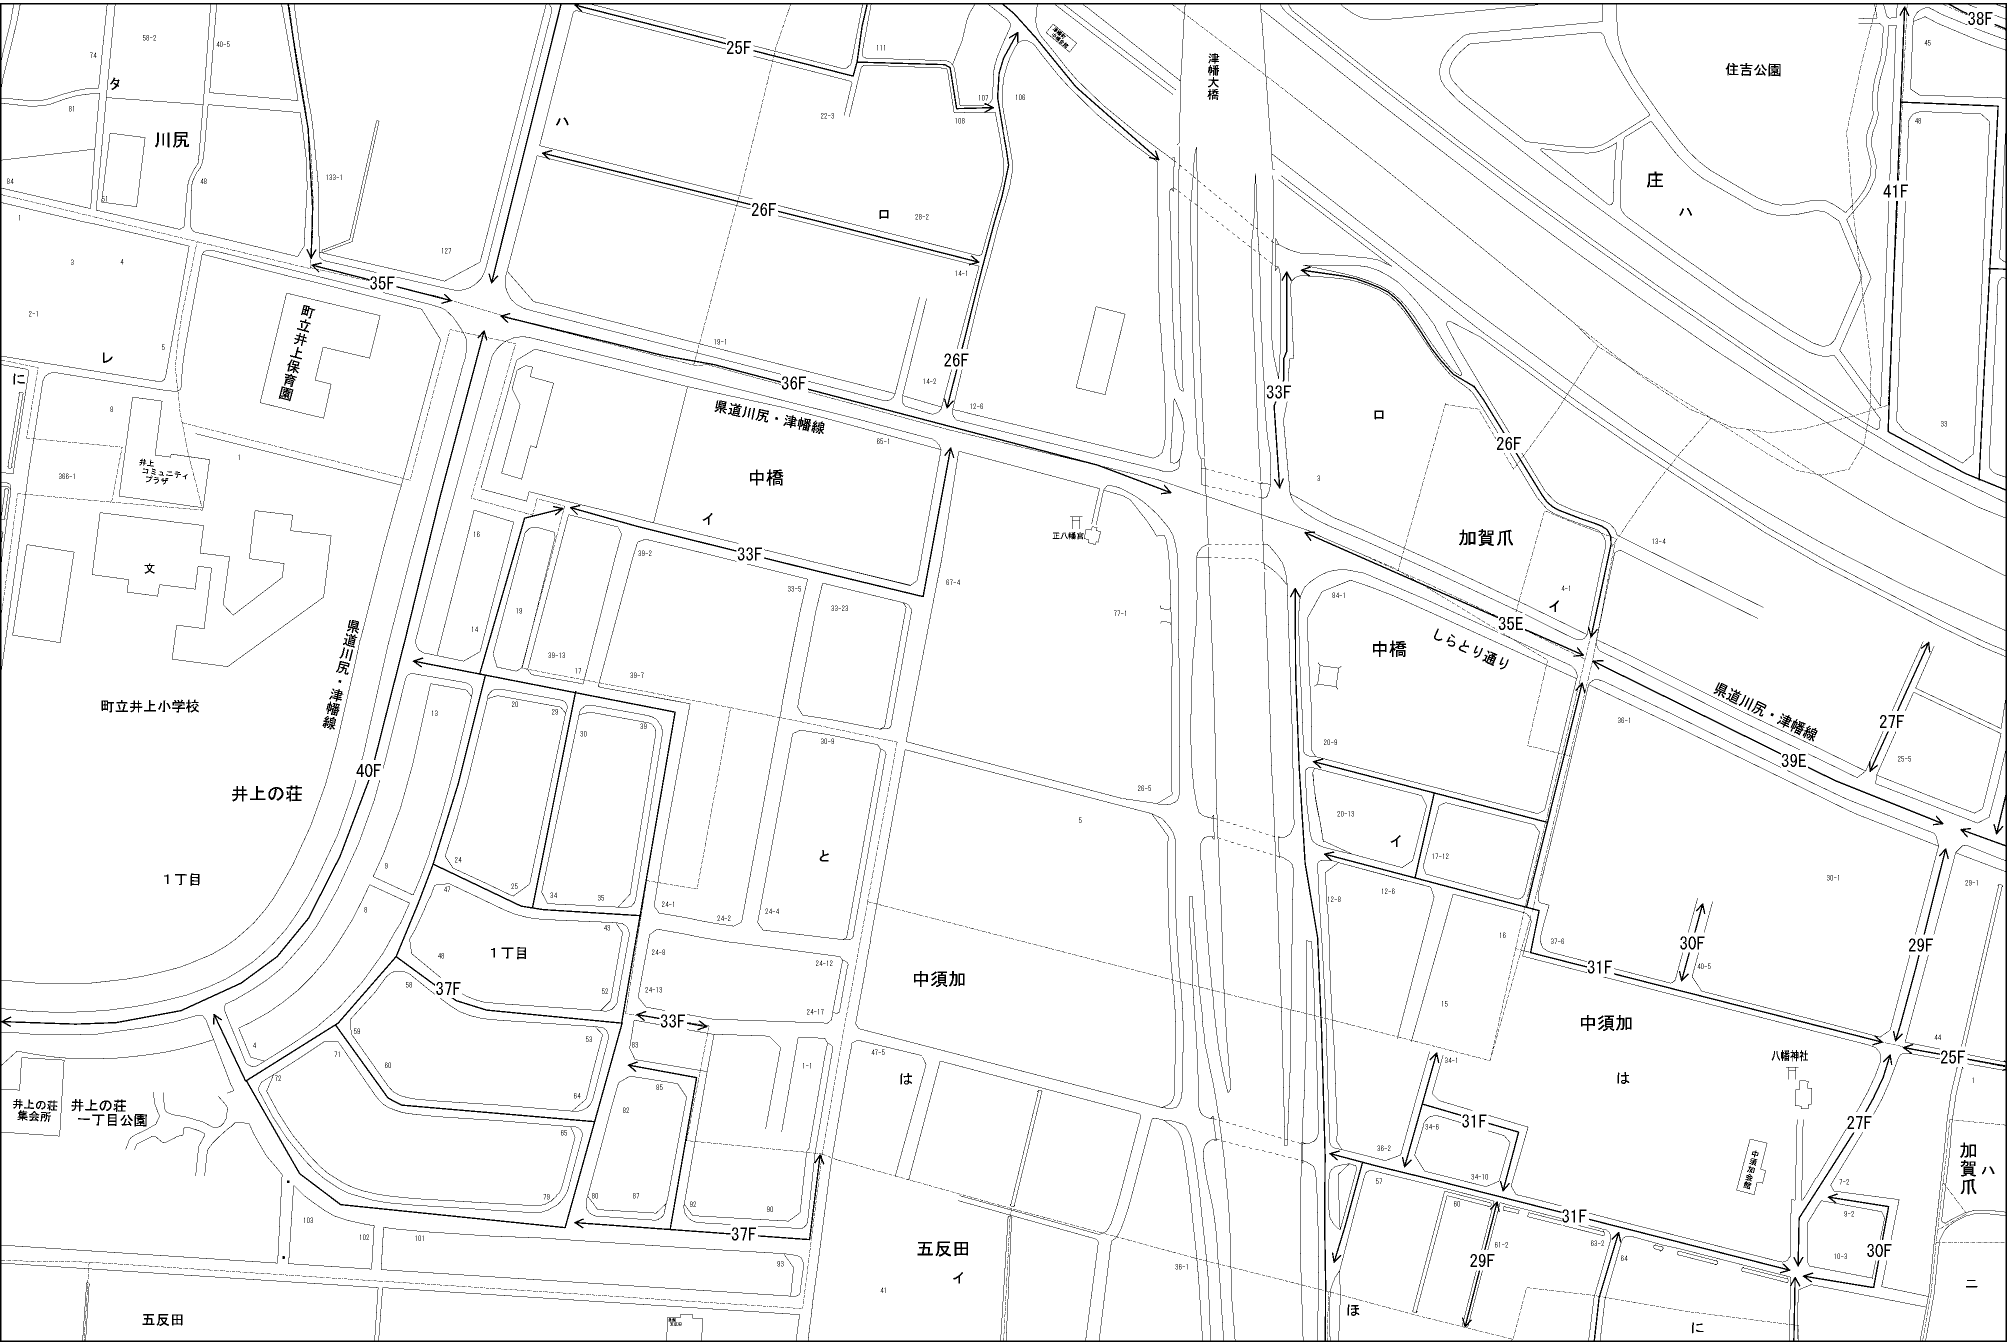 38F
58-2
40-5
25F
111
45
74
津幡大橋
住吉公園
タ
81
22-3
107
106
108
ハ
48
川尻
84
48
133-1
庄
41F
51
26F
ロ
28-2
ハ
1
127
3
4
14-1
35F
2-1
町立井上保育園
レ
5
19-1
26F
に
36F
14-2
33F
8
県道川尻・津幡線
12-6
ロ
33
65-1
26F
井上
コミュニティ
プラザ
1
366-1
中橋
3
イ
正八幡宮
加賀爪
16
13-4
39-2
33F
文
67-4
33-5
4-1
84-1
33-23
イ
19
77-1
35E
14
県道川尻・津幡線
しらとり通り
中橋
39-13
17
39-7
県道川尻・津幡線
町立井上小学校
13
20
29
36-1
27F
39
30
30-9
20-9
25-5
39E
40F
井上の荘
26-5
20-13
5
イ
と
17-12
24
1丁目
9
30-1
29-1
25
47
12-6
34
35
24-1
12-8
8
24-2
24-4
43
16
37-6
30F
29F
1丁目
48
24-8
24-12
31F
40-5
中須加
58
37F
52
24-13
15
24-17
33F
中須加
59
53
44
4
83
71
47-5
八幡神社
25F
34-1
60
1-1
72
は
は
1
85
64
井上の荘
集会所
井上の荘
一丁目公園
82
31F
27F
34-6
65
36-2
加賀爪
ハ
中須加会館
34-10
57
7-2
79
80
87
92
90
60
9-2
103
31F
37F
102
101
61-2
63-2
五反田
30F
64
10-3
29F
93
36-1
イ
ニ
41
ほ
五反田
に